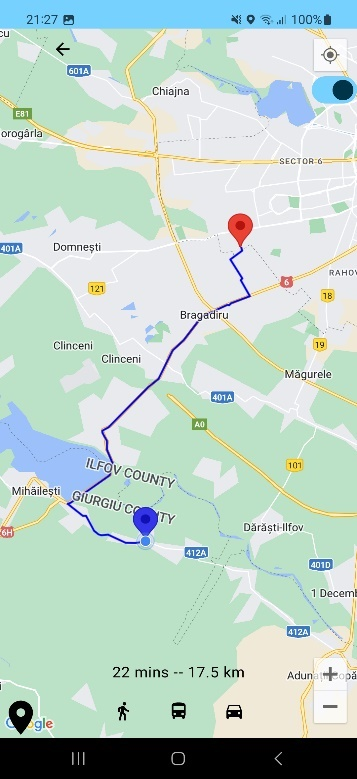 21:27
100%
cu
601A
Chiajna
E81
orogârla
SECTOR 6
401A
Domnești
6
RAHOV
121
18
Bragadiru
Clinceni
19
Clinceni
Măgurele
401A
A0
ILFOV COUNTY
101
Mihăilești
GIURGIU COUNTY
6H
Dărăști-Ilfov
412A
401D
1 Decemb
412A
22 mins -- 17.5 km
Adunați
Google